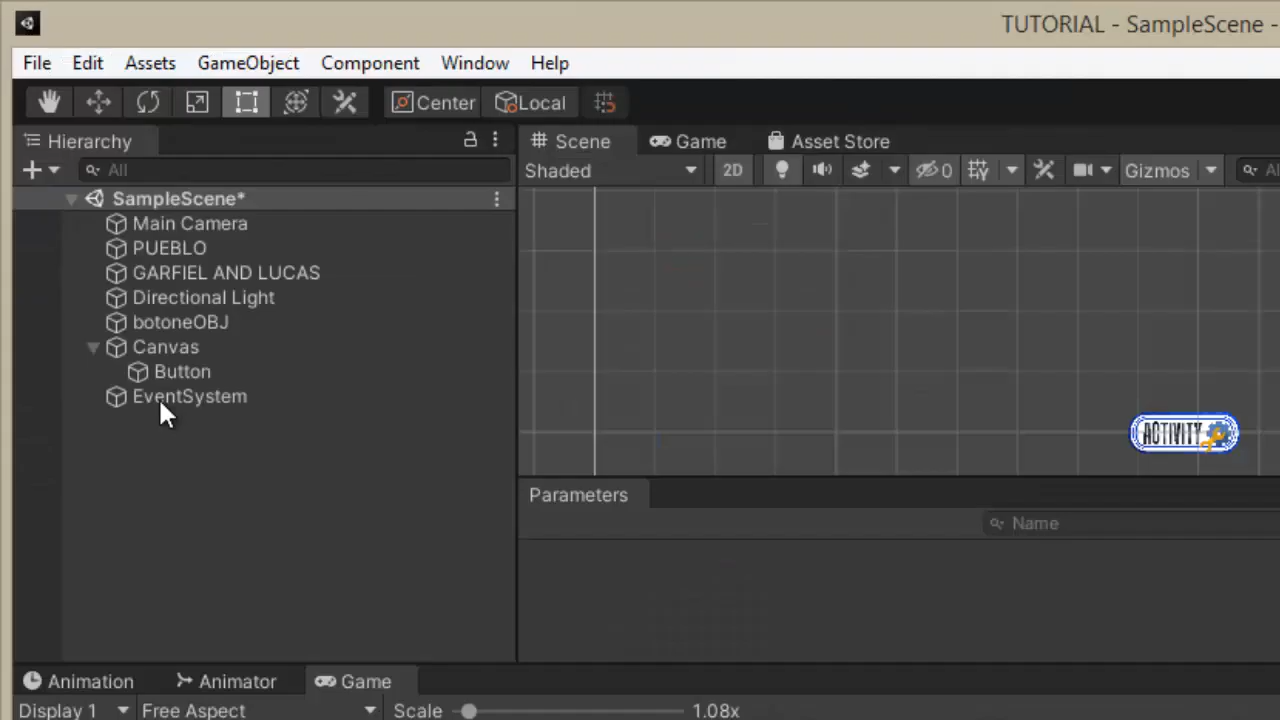 TUTORIAL - SampleScene -
File Edit Assets GameObject Component Window Help
Center Local
Hierarchy
Scene Game Asset Store
All
Shaded 2D 0 Gizmos Al
SampleScene*
Main Camera
PUEBLO
GARFIEL AND LUCAS
Directional Light
botoneOBJ
Canvas
Button
EventSystem
ACTIVITY
Parameters
Name
Animation Animator Game
Display 1 Free Aspect Scale 1.08x